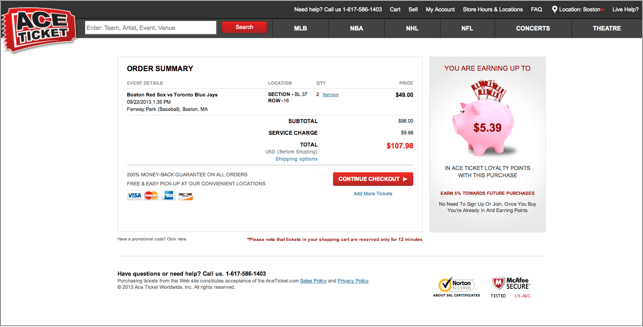 ACE TICKET
Need help? Call us 1-617-586-1403 Cart Sell My Account Store Hours & Locations FAQ Location: Boston Live Help?
Enter: Team, Artist, Event, Venue Search MLB NBA NHL NFL CONCERTS THEATRE
ORDER SUMMARY
EVENT DETAILS LOCATION QTY PRICE
Boston Red Sox vs Toronto Blue Jays SECTION - BL 37 2 Remove $49.00
09/22/2013 1:35 PM ROW -16
Fenway Park (Baseball), Boston, MA
SUBTOTAL $98.00
SERVICE CHARGE $9.98
TOTAL $107.98
USD (Before Shipping)
Shipping options
200% MONEY-BACK GUARANTEE ON ALL ORDERS
FREE & EASY PICK-UP AT OUR CONVENIENT LOCATIONS
CONTINUE CHECKOUT
Add More Tickets
VISA
YOU ARE EARNING UP TO
$5.39
IN ACE TICKET LOYALTY POINTS
WITH THIS PURCHASE
EARN 5% TOWARDS FUTURE PURCHASES
No Need To Sign Up Or Join, Once You
You're Already In And Earning Points
Have a promotional code? Click Here.
*Please note that tickets in your shopping cart are reserved only for 12 minutes
Have questions or need help? Call us. 1-617-586-1403
Purchasing tickets from this Web site constitutes acceptance of the AceTicket.com Sales Policy and Privacy Policy.
© 2013 Ace Ticket Worldwide, Inc. All rights reserved.
Norton
SECURED
ABOUT SSL CERTIFICATES
McAfee
SECURE
TESTED 19-AUG